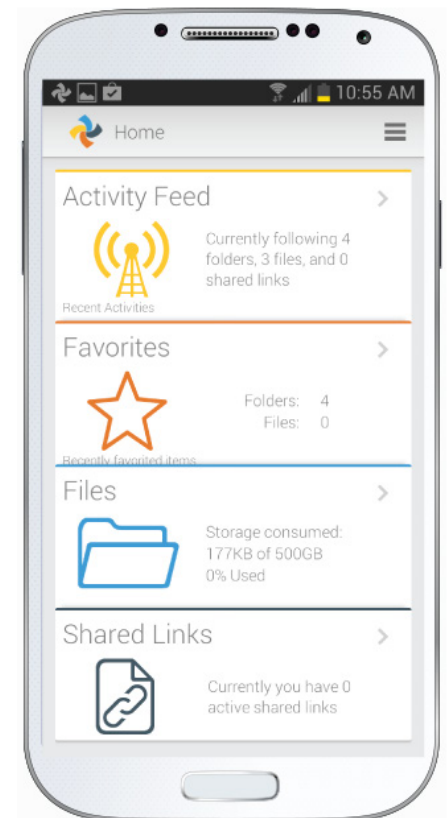 10:55 AM
Home
Activity Feed
Currently following 4
folders, 3 files, and 0
shared links
Recent Activities
Favorites
Folders: 4
Files: 0
Recently favorited items
Files
Storage consumed:
177KB of 500GB
0% Used
Shared Links
Currently you have 0
active shared links